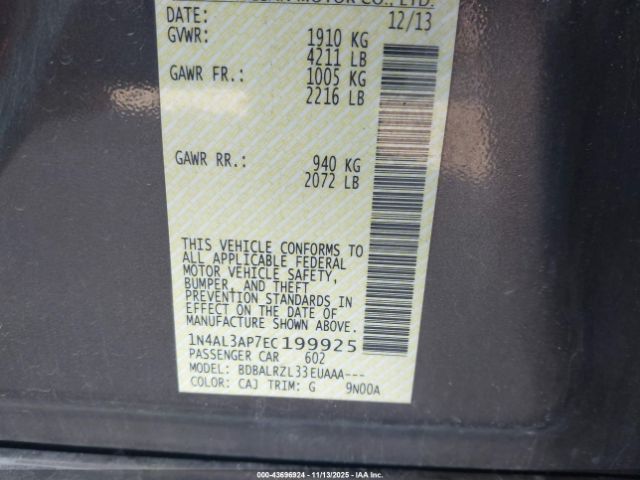 MOTOR CO., LTD.
DATE: 12/13
GVWR: 1910 KG
4211 LB
GAWR FR.: 1005 KG
2216 LB
GAWR RR.: 940 KG
2072 LB
THIS VEHICLE CONFORMS TO
ALL APPLICABLE FEDERAL
MOTOR VEHICLE SAFETY,
BUMPER, AND THEFT
PREVENTION STANDARDS IN
EFFECT ON THE DATE OF
MANUFACTURE SHOWN ABOVE.
1N4AL3AP7EC199925
PASSENGER CAR 602
MODEL: BDBALRZL33EUAAA---
COLOR: CAJ TRIM: G 9N00A
000-43696924 | 11/13/2025 - IAA Inc.